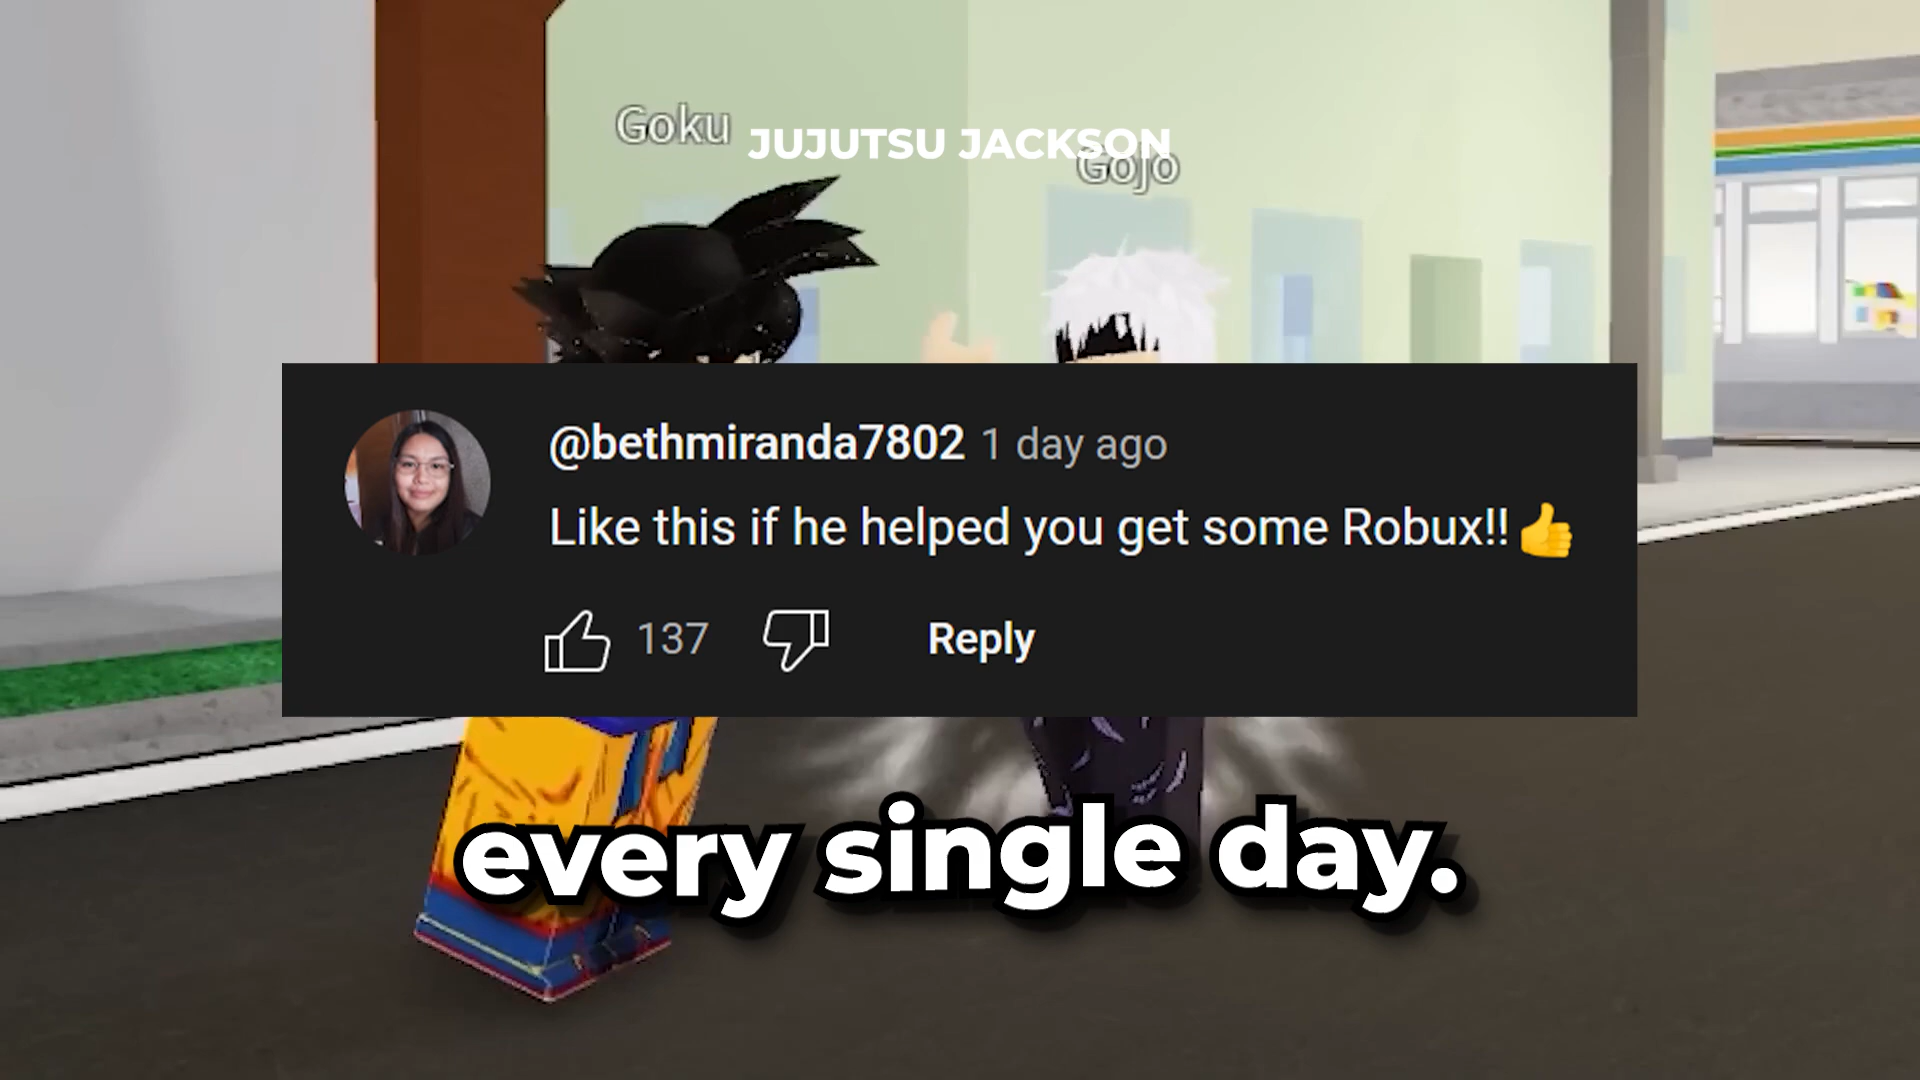 Goku
JUJUTSU JACKSON
Gojo
@bethmiranda7802 1 day ago
Like this if he helped you get some Robux!!👍
137
Reply
every single day.